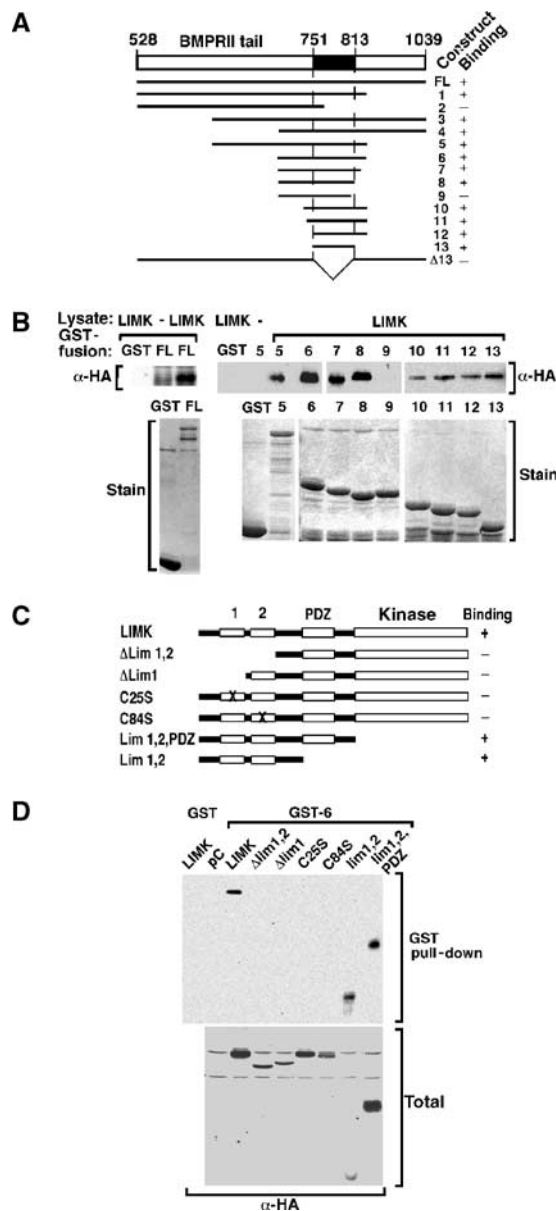 A
528 BMPRII tail 751 813 1039
Construct
Binding
FL +
1 +
2 −
3 +
4 +
5 +
6 +
7 +
8 +
9 −
10 +
11 +
12 +
13 +
Δ13 −
B
Lysate: LIMK - LIMK LIMK - LIMK
GST-
fusion: GST FL FL GST 5 5 6 7 8 9 10 11 12 13
α-HA α-HA
GST FL GST 5 6 7 8 9 10 11 12 13
Stain Stain
C
1 2 PDZ Kinase Binding
LIMK +
ΔLim 1,2 −
ΔLim1 −
C25S X −
C84S X −
Lim 1,2,PDZ +
Lim 1,2 +
D
GST GST-6
LIMK pC LIMK Δlim1,2 Δlim1 C25S C84S lim1,2 lim1,2,
PDZ
GST
pull-down
Total
α-HA